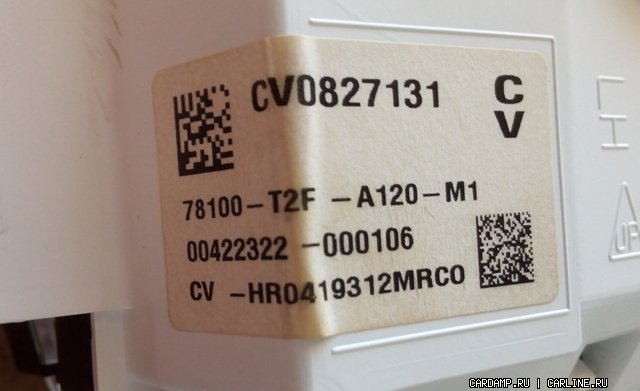 CV0827131
C
V
78100-T2F -A120-M1
00422322 -000106
CV -HR0419312MRCO
CARDAMP.RU | CARLINE.RU